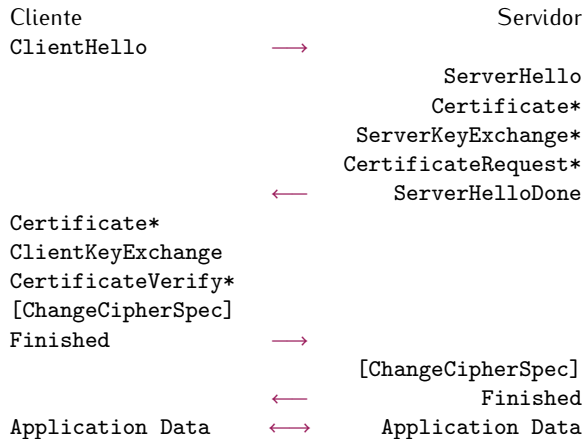 Cliente Servidor
ClientHello ⟶
ServerHello
Certificate*
ServerKeyExchange*
CertificateRequest*
⟵ ServerHelloDone
Certificate*
ClientKeyExchange
CertificateVerify*
[ChangeCipherSpec]
Finished ⟶
[ChangeCipherSpec]
⟵ Finished
Application Data ⟷ Application Data